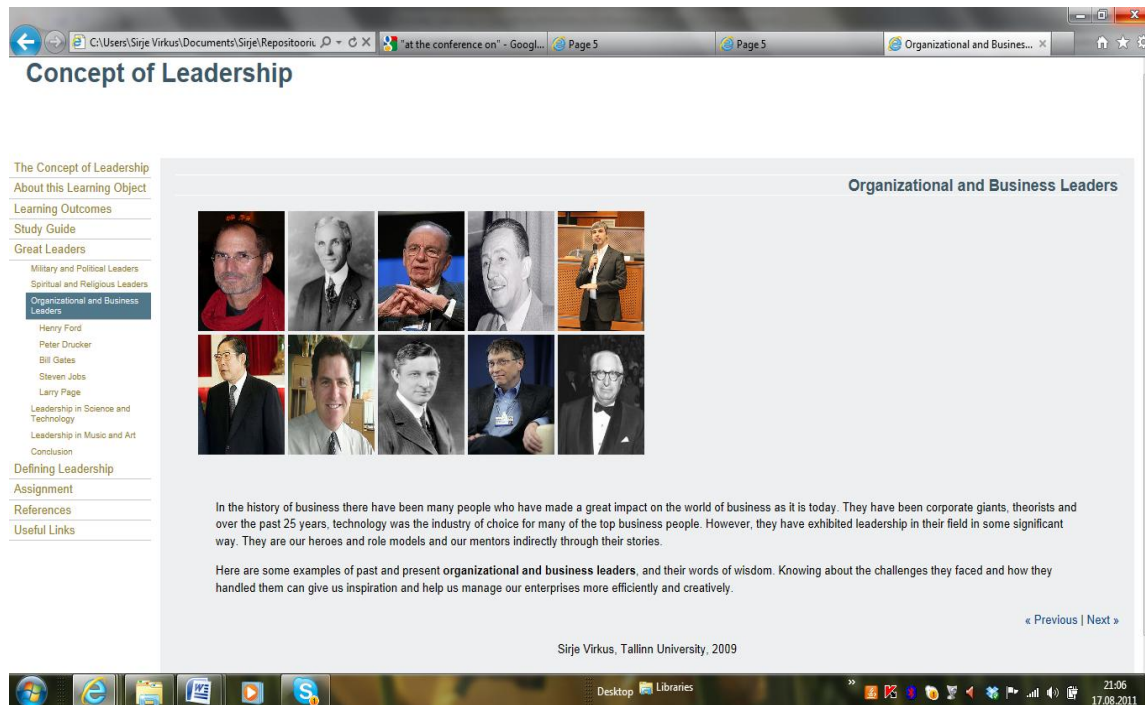 C:\Users\Sirje Virkus\Documents\Sirje\Repositooriu
"at the conference on" - Googl...
Page 5
Page 5
Organizational and Busines...
Concept of Leadership
The Concept of Leadership
About this Learning Object
Learning Outcomes
Study Guide
Great Leaders
Military and Political Leaders
Spiritual and Religious Leaders
Organizational and Business
Leaders
Henry Ford
Peter Drucker
Bill Gates
Steven Jobs
Larry Page
Leadership in Science and
Technology
Leadership in Music and Art
Conclusion
Defining Leadership
Assignment
References
Useful Links
Organizational and Business Leaders
In the history of business there have been many people who have made a great impact on the world of business as it is today. They have been corporate giants, theorists and
over the past 25 years, technology was the industry of choice for many of the top business people. However, they have exhibited leadership in their field in some significant
way. They are our heroes and role models and our mentors indirectly through their stories.
Here are some examples of past and present organizational and business leaders, and their words of wisdom. Knowing about the challenges they faced and how they
handled them can give us inspiration and help us manage our enterprises more efficiently and creatively.
« Previous | Next »
Sirje Virkus, Tallinn University, 2009
Desktop
Libraries
»
21:06
17.08.2011